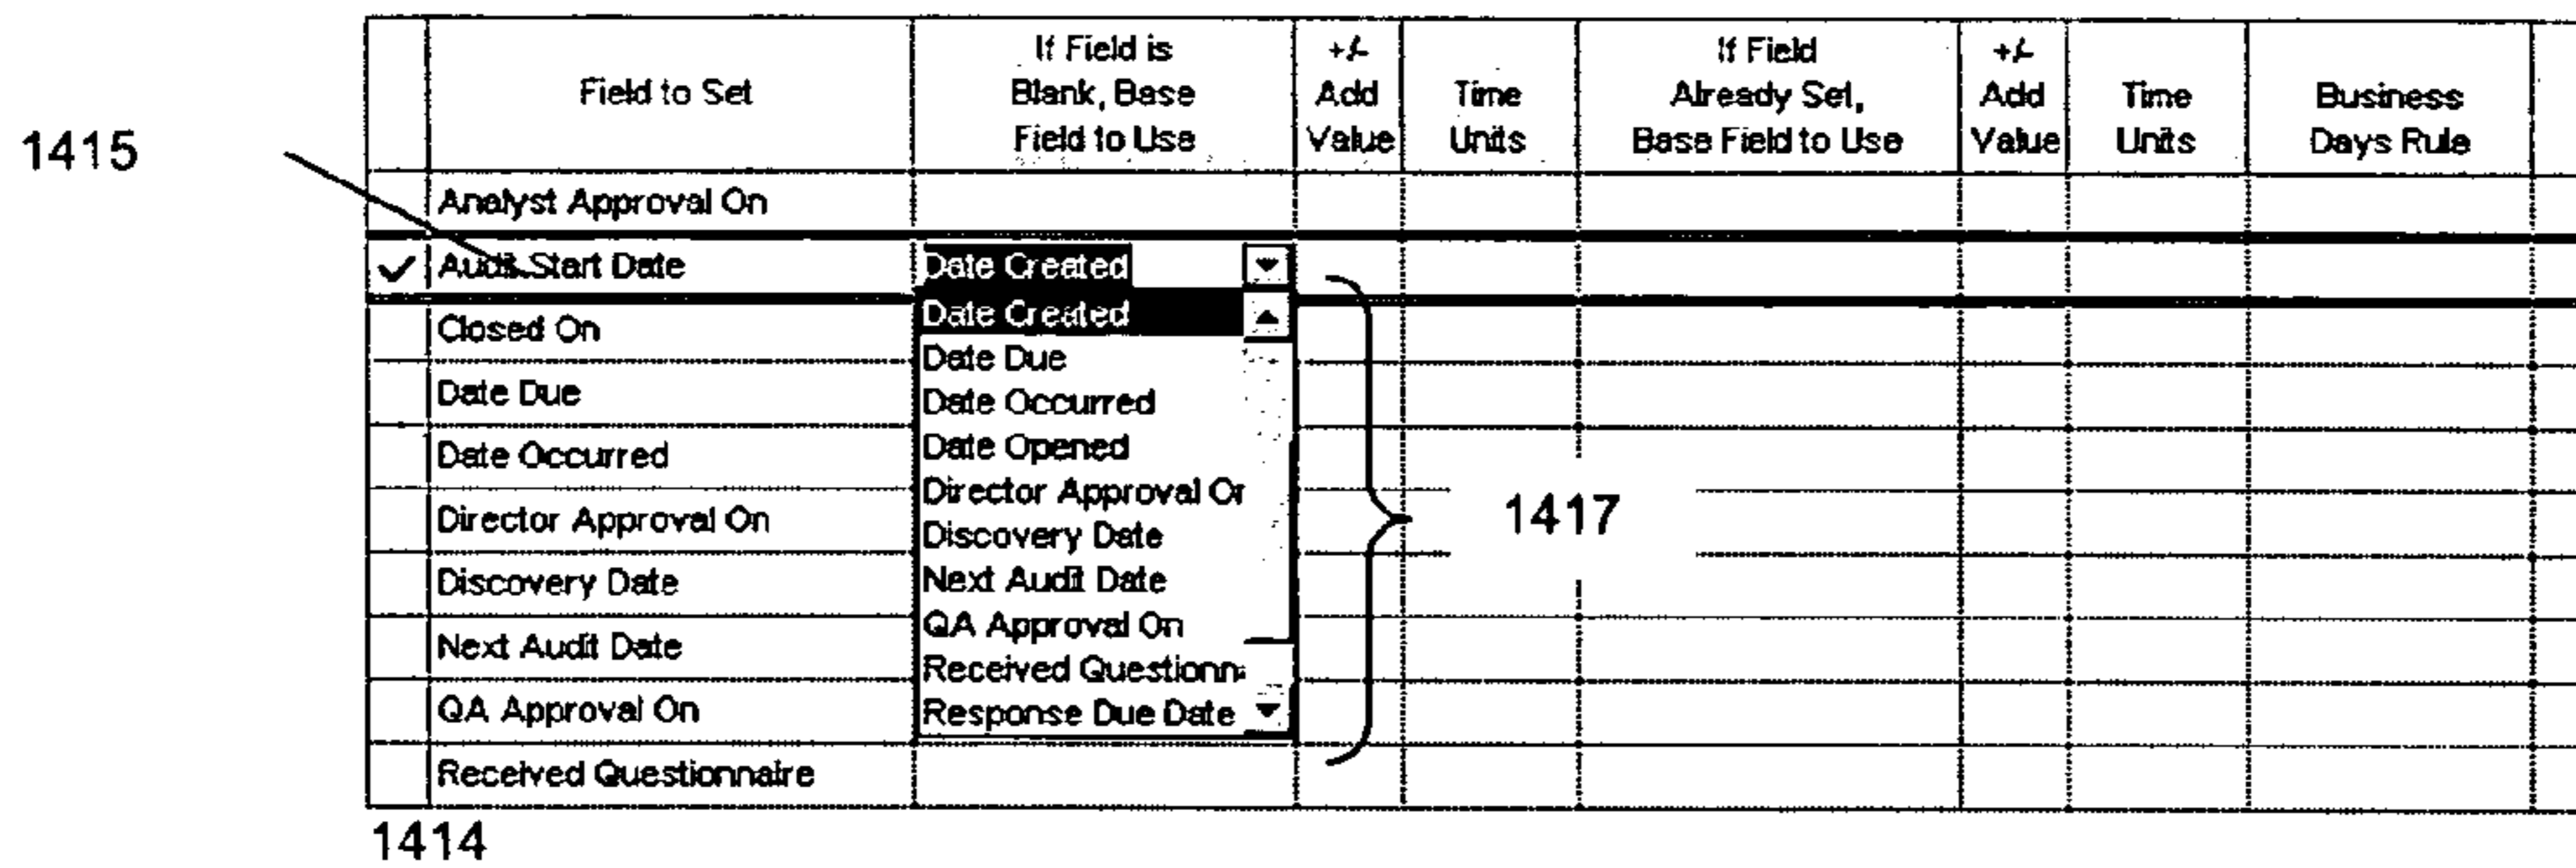 If Field is
Blank, Base
Field to Use
+/-
Add
Value
Time
Units
If Field
Already Set,
Base Field to Use
+/-
Add
Value
Time
Units
Business
Days Rule
Field to Set
1415
Analyst Approval On
Audit Start Date
Date Created
Closed On
Date Due
Date Occurred
Director Approval On
Discovery Date
Next Audit Date
QA Approval On
Received Questionnaire
Date Created
Date Due
Date Occurred
Date Opened
Director Approval Or
Discovery Date
Next Audit Date
QA Approval On
Received Questionn
Response Due Date
1417
1414